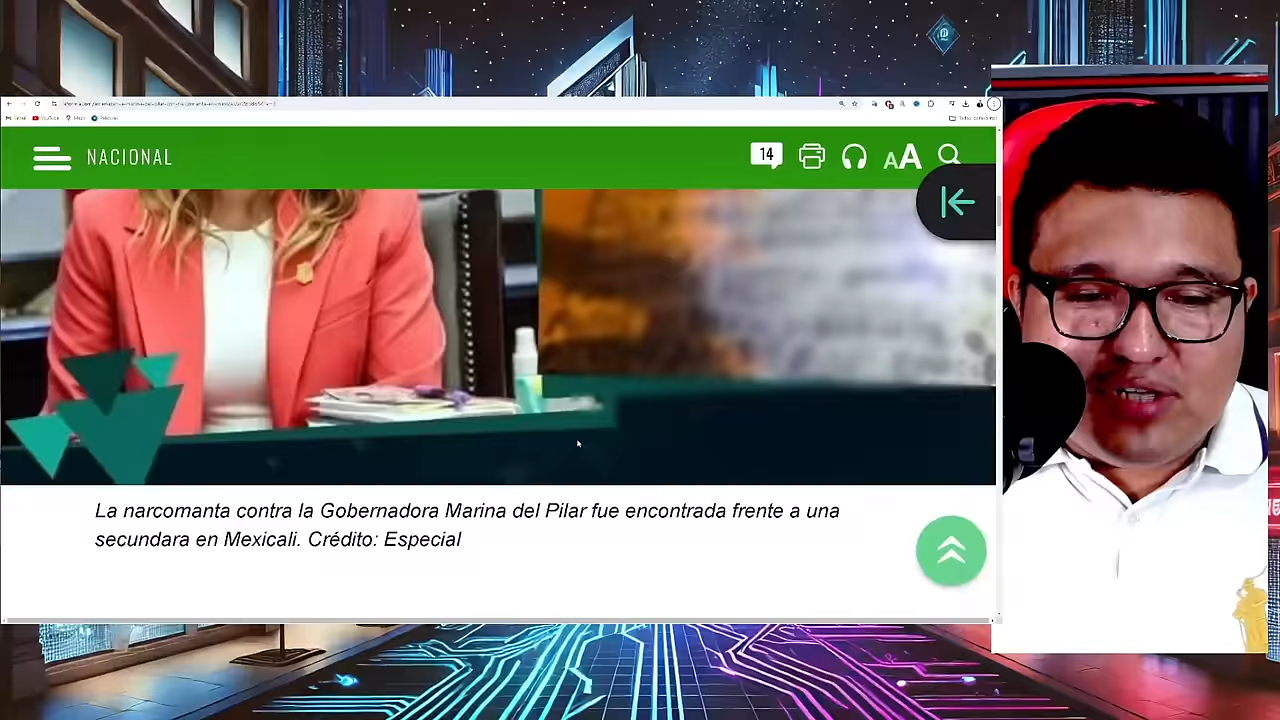 NACIONAL
14
AA
La narcomanta contra la Gobernadora Marina del Pilar fue encontrada frente a una
secundara en Mexicali. Crédito: Especial